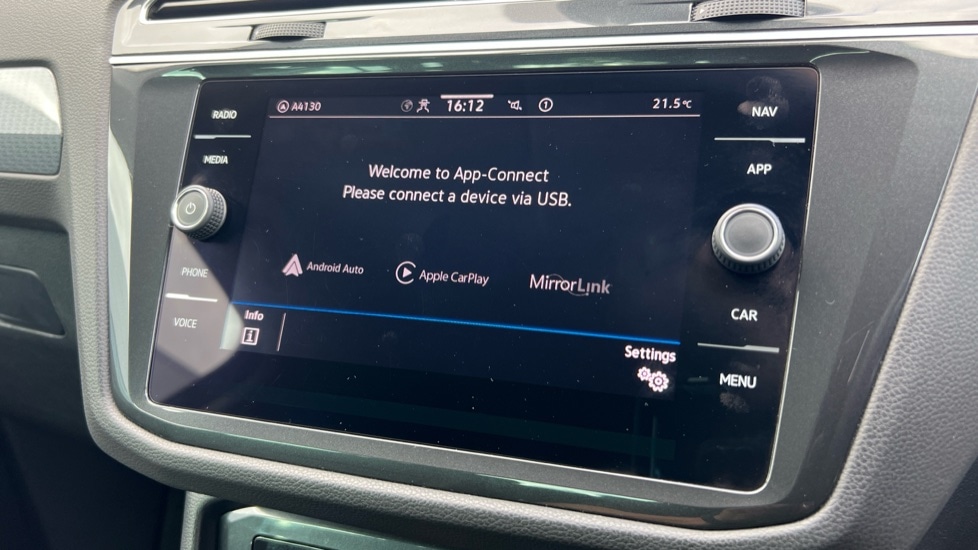 RADIO
MEDIA
PHONE
VOICE
A4130
16:12
1
21.5°C
Welcome to App-Connect
Please connect a device via USB.
Android Auto
Apple CarPlay
MirrorLink
Info
i
Settings
NAV
APP
CAR
MENU